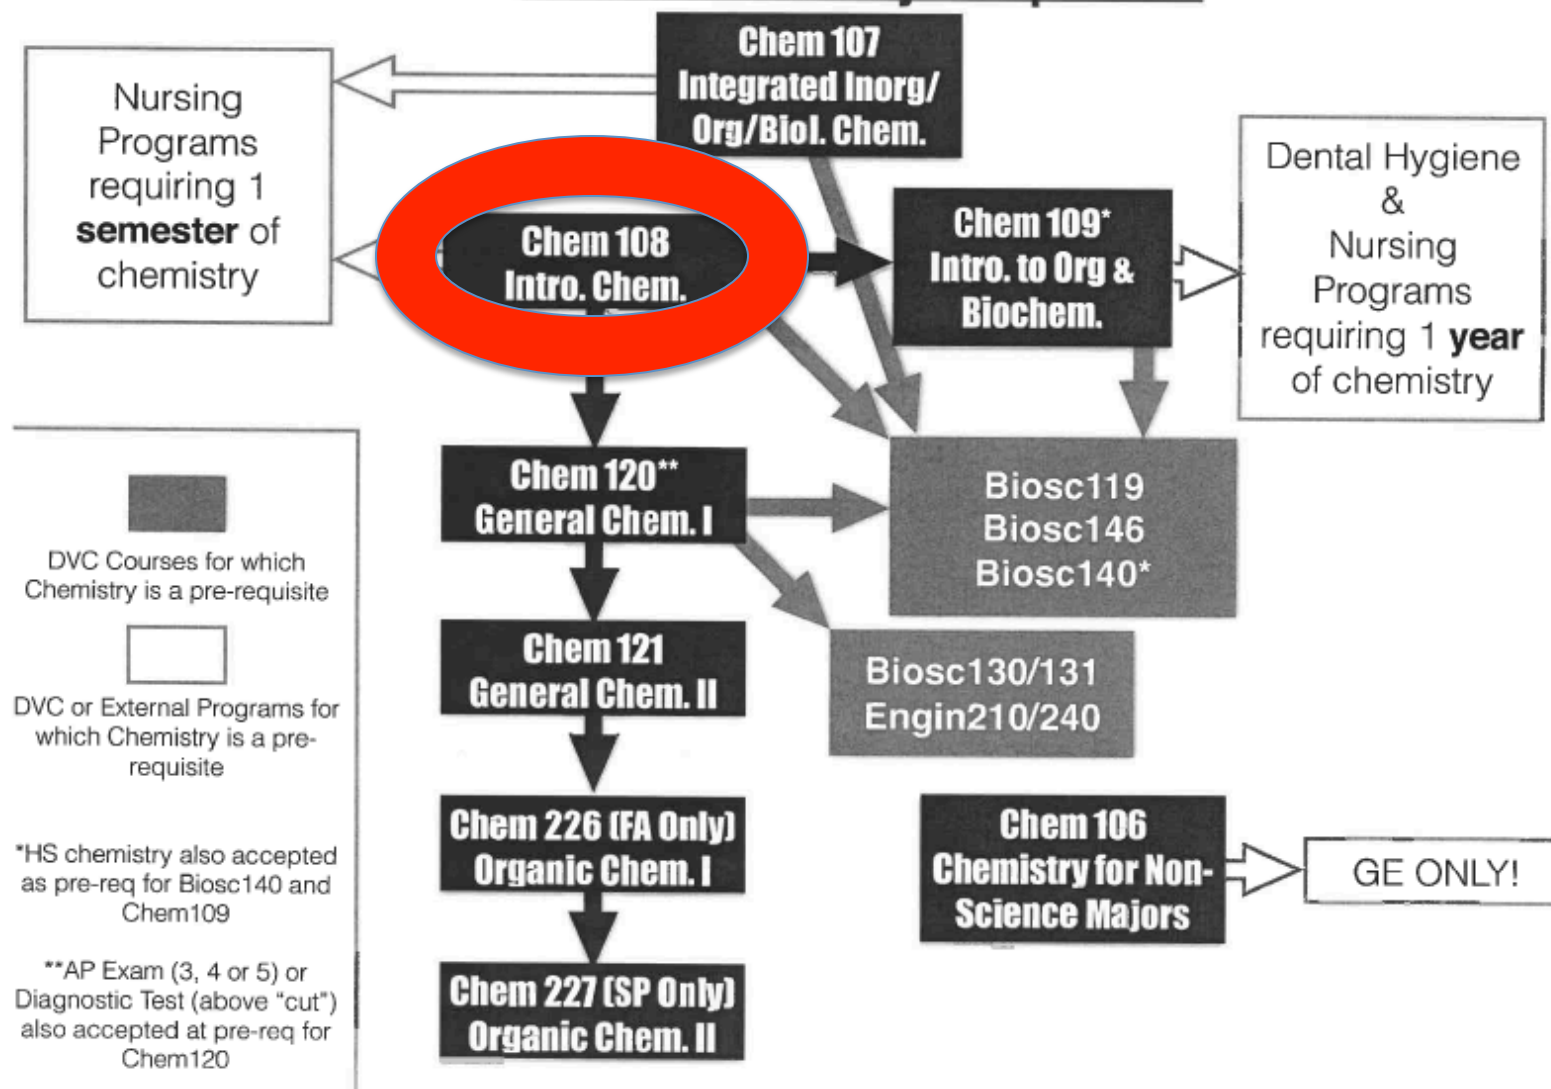 Chem 107
Integrated Inorg/
Org/Biol. Chem.
Nursing
Programs
requiring 1
semester of
chemistry
Chem 108
Intro. Chem.
Chem 109*
Intro. to Org &
Biochem.
Dental Hygiene
&
Nursing
Programs
requiring 1 year
of chemistry
Chem 120**
General Chem. I
Biosc119
Biosc146
Biosc140*
Chem 121
General Chem. II
Biosc130/131
Engin210/240
Chem 226 (FA Only)
Organic Chem. I
Chem 227 (SP Only)
Organic Chem. II
Chem 106
Chemistry for Non-
Science Majors
GE ONLY!
DVC Courses for which
Chemistry is a pre-requisite
DVC or External Programs for
which Chemistry is a pre-
requisite
*HS chemistry also accepted
as pre-req for Biosc140 and
Chem109
**AP Exam (3, 4 or 5) or
Diagnostic Test (above “cut”)
also accepted at pre-req for
Chem120